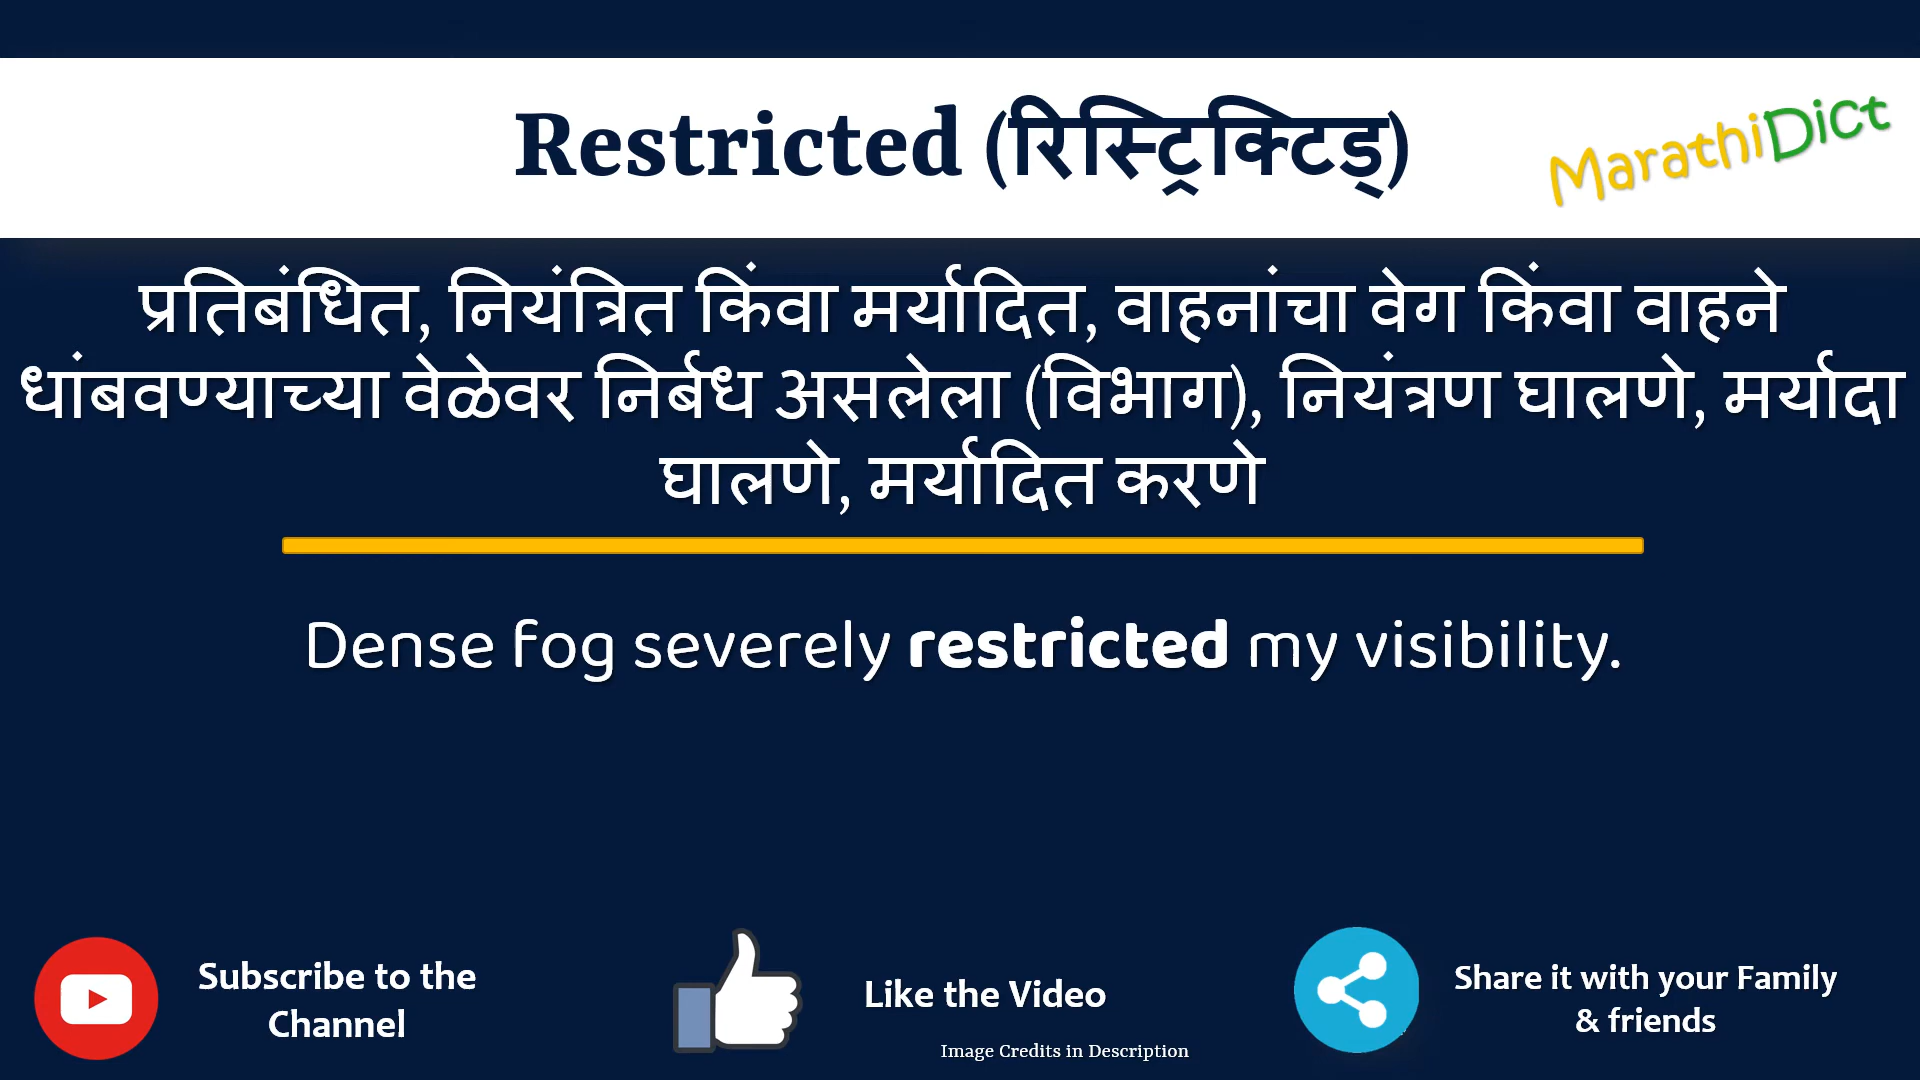 Restricted (रिस्ट्रिक्टिड्)
MarathiDict
प्रतिबंधित, नियंत्रित किंवा मर्यादित, वाहनांचा वेग किंवा वाहने
धांबवण्याच्या वेळेवर निर्बध असलेला (विभाग), नियंत्रण घालणे, मर्यादा
घालणे, मर्यादित करणे
Dense fog severely restricted my visibility.
Subscribe to the
Channel
Like the Video
Share it with your Family
& friends
Image Credits in Description